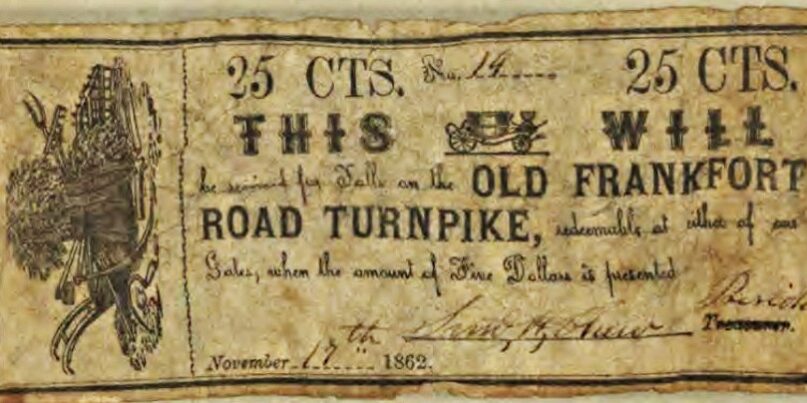 25 CTS. No. 14 25 CTS.
THIS WILL
be received for Tolls on the OLD FRANKFORT
ROAD TURNPIKE, redeemable at either of our
Gates, when the amount of Five Dollars is presented
Treasurer.
November 17th 1862.